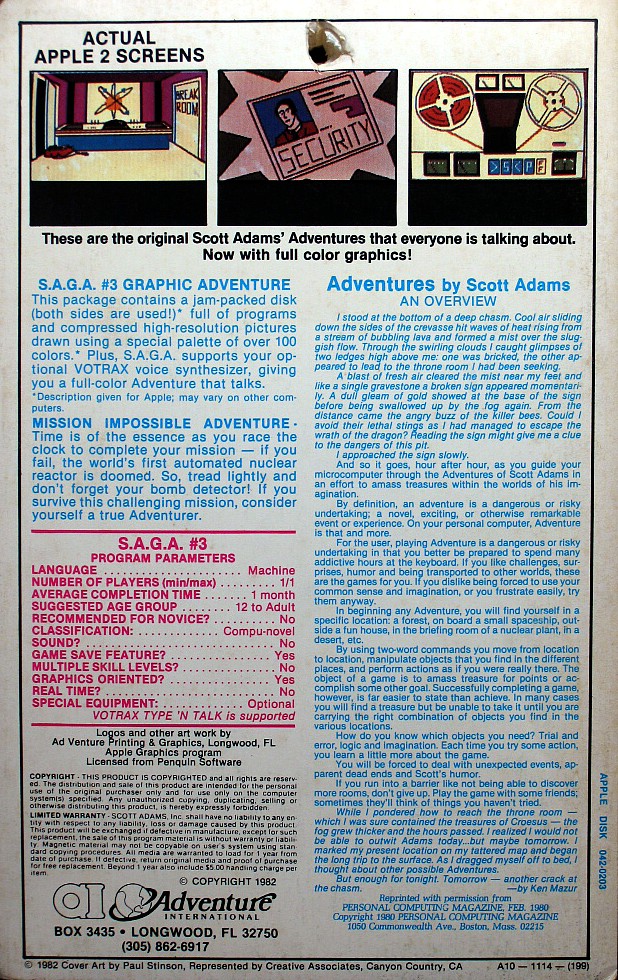 ACTUAL
APPLE 2 SCREENS
BREAK
ROOM
SECURITY
These are the original Scott Adams' Adventures that everyone is talking about.
Now with full color graphics!
S.A.G.A. #3 GRAPHIC ADVENTURE
This package contains a jam-packed disk
(both sides are used!)* full of programs
and compressed high-resolution pictures
drawn using a special palette of over 100
colors.* Plus, S.A.G.A. supports your op-
tional VOTRAX voice synthesizer, giving
you a full-color Adventure that talks.
*Description given for Apple; may vary on other com-
puters.
MISSION IMPOSSIBLE ADVENTURE -
Time is of the essence as you race the
clock to complete your mission — if you
fail, the world's first automated nuclear
reactor is doomed. So, tread lightly and
don't forget your bomb detector! If you
survive this challenging mission, consider
yourself a true Adventurer.
S.A.G.A. #3
PROGRAM PARAMETERS
LANGUAGE . . . . . . . . . . . . . . . . . . Machine
NUMBER OF PLAYERS (min/max) . . . . . . . . . 1/1
AVERAGE COMPLETION TIME . . . . . . . 1 month
SUGGESTED AGE GROUP . . . . . . . . 12 to Adult
RECOMMENDED FOR NOVICE? . . . . . . . . . . No
CLASSIFICATION: . . . . . . . . . . . . Compu-novel
SOUND? . . . . . . . . . . . . . . . . . . . . . No
GAME SAVE FEATURE? . . . . . . . . . . . . . Yes
MULTIPLE SKILL LEVELS? . . . . . . . . . . . . No
GRAPHICS ORIENTED? . . . . . . . . . . . . . Yes
REAL TIME? . . . . . . . . . . . . . . . . . . . No
SPECIAL EQUIPMENT: . . . . . . . . . . . Optional
VOTRAX TYPE 'N TALK is supported
Logos and other art work by
Ad Venture Printing & Graphics, Longwood, FL
Apple Graphics program
Licensed from Penquin Software
COPYRIGHT - THIS PRODUCT IS COPYRIGHTED and all rights are reserv-
ed. The distribution and sale of this product are intended for the personal
use of the original purchaser only and for use only on the computer
system(s) specified. Any unauthorized copying, duplicating, selling or
otherwise distributing this product, is hereby expressly forbidden.
LIMITED WARRANTY - SCOTT ADAMS, Inc. shall have no liability to any en-
tity with respect to any liability, loss or damage caused by this product.
This product will be exchanged if defective in manufacture, except for such
replacement, the sale of this program material is without warranty or liabili-
ty. Magnetic material may not be copyable on user's system using stan-
dard copying procedures. All media are warranted to load for 1 year from
date of purchase. If defective, return original media and proof of purchase
for free replacement. Beyond 1 year also include $5.00 handling charge per
item.
© COPYRIGHT 1982
Adventure
INTERNATIONAL
BOX 3435 • LONGWOOD, FL 32750
(305) 862-6917
Adventures by Scott Adams
AN OVERVIEW
I stood at the bottom of a deep chasm. Cool air sliding
down the sides of the crevasse hit waves of heat rising from
a stream of bubbling lava and formed a mist over the slug-
gish flow. Through the swirling clouds I caught glimpses of
two ledges high above me: one was bricked, the other ap-
peared to lead to the throne room I had been seeking.
A blast of fresh air cleared the mist near my feet and
like a single gravestone a broken sign appeared momentari-
ly. A dull gleam of gold showed at the base of the sign
before being swallowed up by the fog again. From the
distance came the angry buzz of the killer bees. Could I
avoid their lethal stings as I had managed to escape the
wrath of the dragon? Reading the sign might give me a clue
to the dangers of this pit.
I approached the sign slowly.
And so it goes, hour after hour, as you guide your
microcomputer through the Adventures of Scott Adams in
an effort to amass treasures within the worlds of his im-
agination.
By definition, an adventure is a dangerous or risky
undertaking; a novel, exciting, or otherwise remarkable
event or experience. On your personal computer, Adventure
is that and more.
For the user, playing Adventure is a dangerous or risky
undertaking in that you better be prepared to spend many
addictive hours at the keyboard. If you like challenges, sur-
prises, humor and being transported to other worlds, these
are the games for you. If you dislike being forced to use your
common sense and imagination, or you frustrate easily, try
them anyway.
In beginning any Adventure, you will find yourself in a
specific location: a forest, on board a small spaceship, out-
side a fun house, in the briefing room of a nuclear plant, in a
desert, etc.
By using two-word commands you move from location
to location, manipulate objects that you find in the different
places, and perform actions as if you were really there. The
object of a game is to amass treasure for points or ac-
complish some other goal. Successfully completing a game,
however, is far easier to state than achieve. In many cases
you will find a treasure but be unable to take it until you are
carrying the right combination of objects you find in the
various locations.
How do you know which objects you need? Trial and
error, logic and imagination. Each time you try some action,
you learn a little more about the game.
You will be forced to deal with unexpected events, ap-
parent dead ends and Scott's humor.
If you run into a barrier like not being able to discover
more rooms, don't give up. Play the game with some friends;
sometimes they'll think of things you haven't tried.
While I pondered how to reach the throne room —
which I was sure contained the treasures of Croesus — the
fog grew thicker and the hours passed. I realized I would not
be able to outwit Adams today...but maybe tomorrow. I
marked my present location on my tattered map and began
the long trip to the surface. As I dragged myself off to bed, I
thought about other possible Adventures.
But enough for tonight. Tomorrow — another crack at
the chasm. —by Ken Mazur
Reprinted with permission from
PERSONAL COMPUTING MAGAZINE, FEB. 1980
Copyright 1980 PERSONAL COMPUTING MAGAZINE
1050 Commonwealth Ave., Boston, Mass. 02215
APPLE DISK 042-0203
© 1982 Cover Art by Paul Stinson, Represented by Creative Associates, Canyon Country, CA
A10 — 1114 — (199)